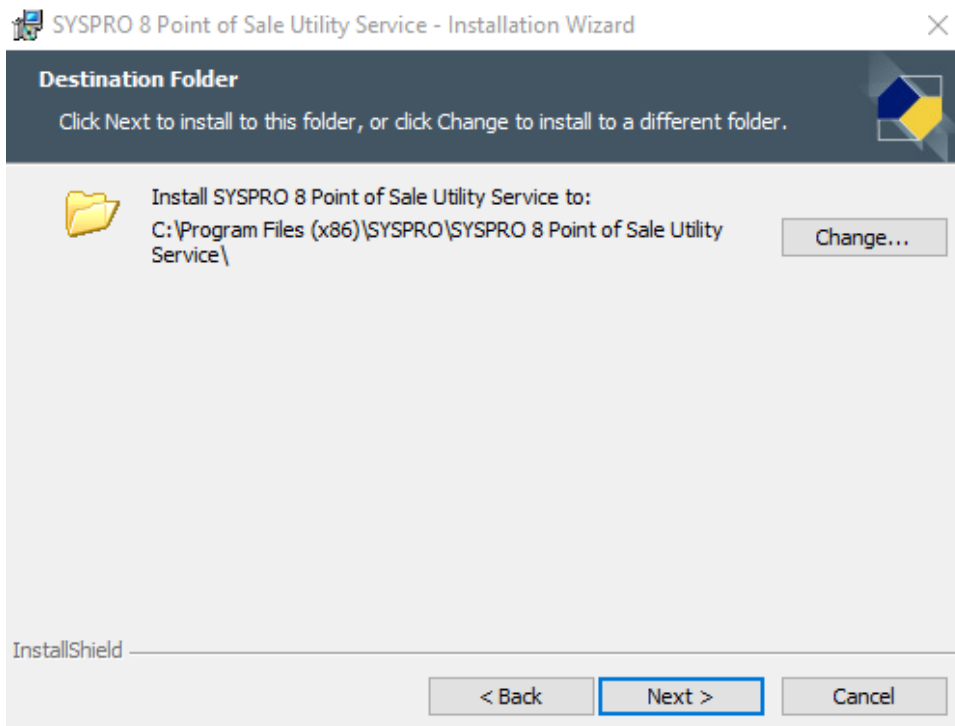 SYSPRO 8 Point of Sale Utility Service - Installation Wizard
Destination Folder
Click Next to install to this folder, or click Change to install to a different folder.
Install SYSPRO 8 Point of Sale Utility Service to:
C:\Program Files (x86)\SYSPRO\SYSPRO 8 Point of Sale Utility
Service\
Change...
InstallShield
< Back
Next >
Cancel